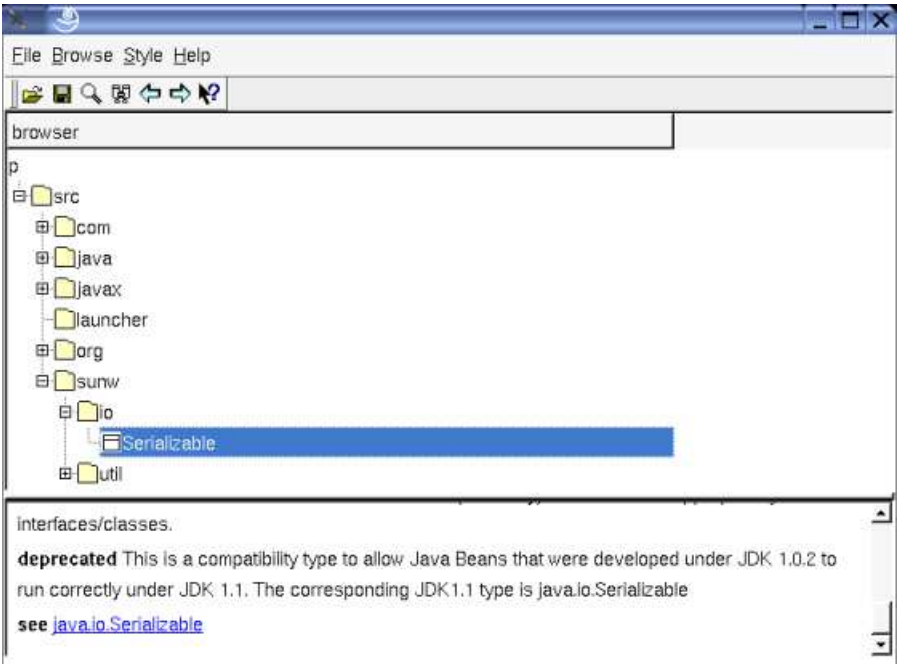 File Browse Style Help
browser
p
src
com
java
javax
launcher
org
sunw
io
Serializable
util
interfaces/classes.
deprecated This is a compatibility type to allow Java Beans that were developed under JDK 1.0.2 to
run correctly under JDK 1.1. The corresponding JDK1.1 type is java.io.Serializable
see java.io.Serializable